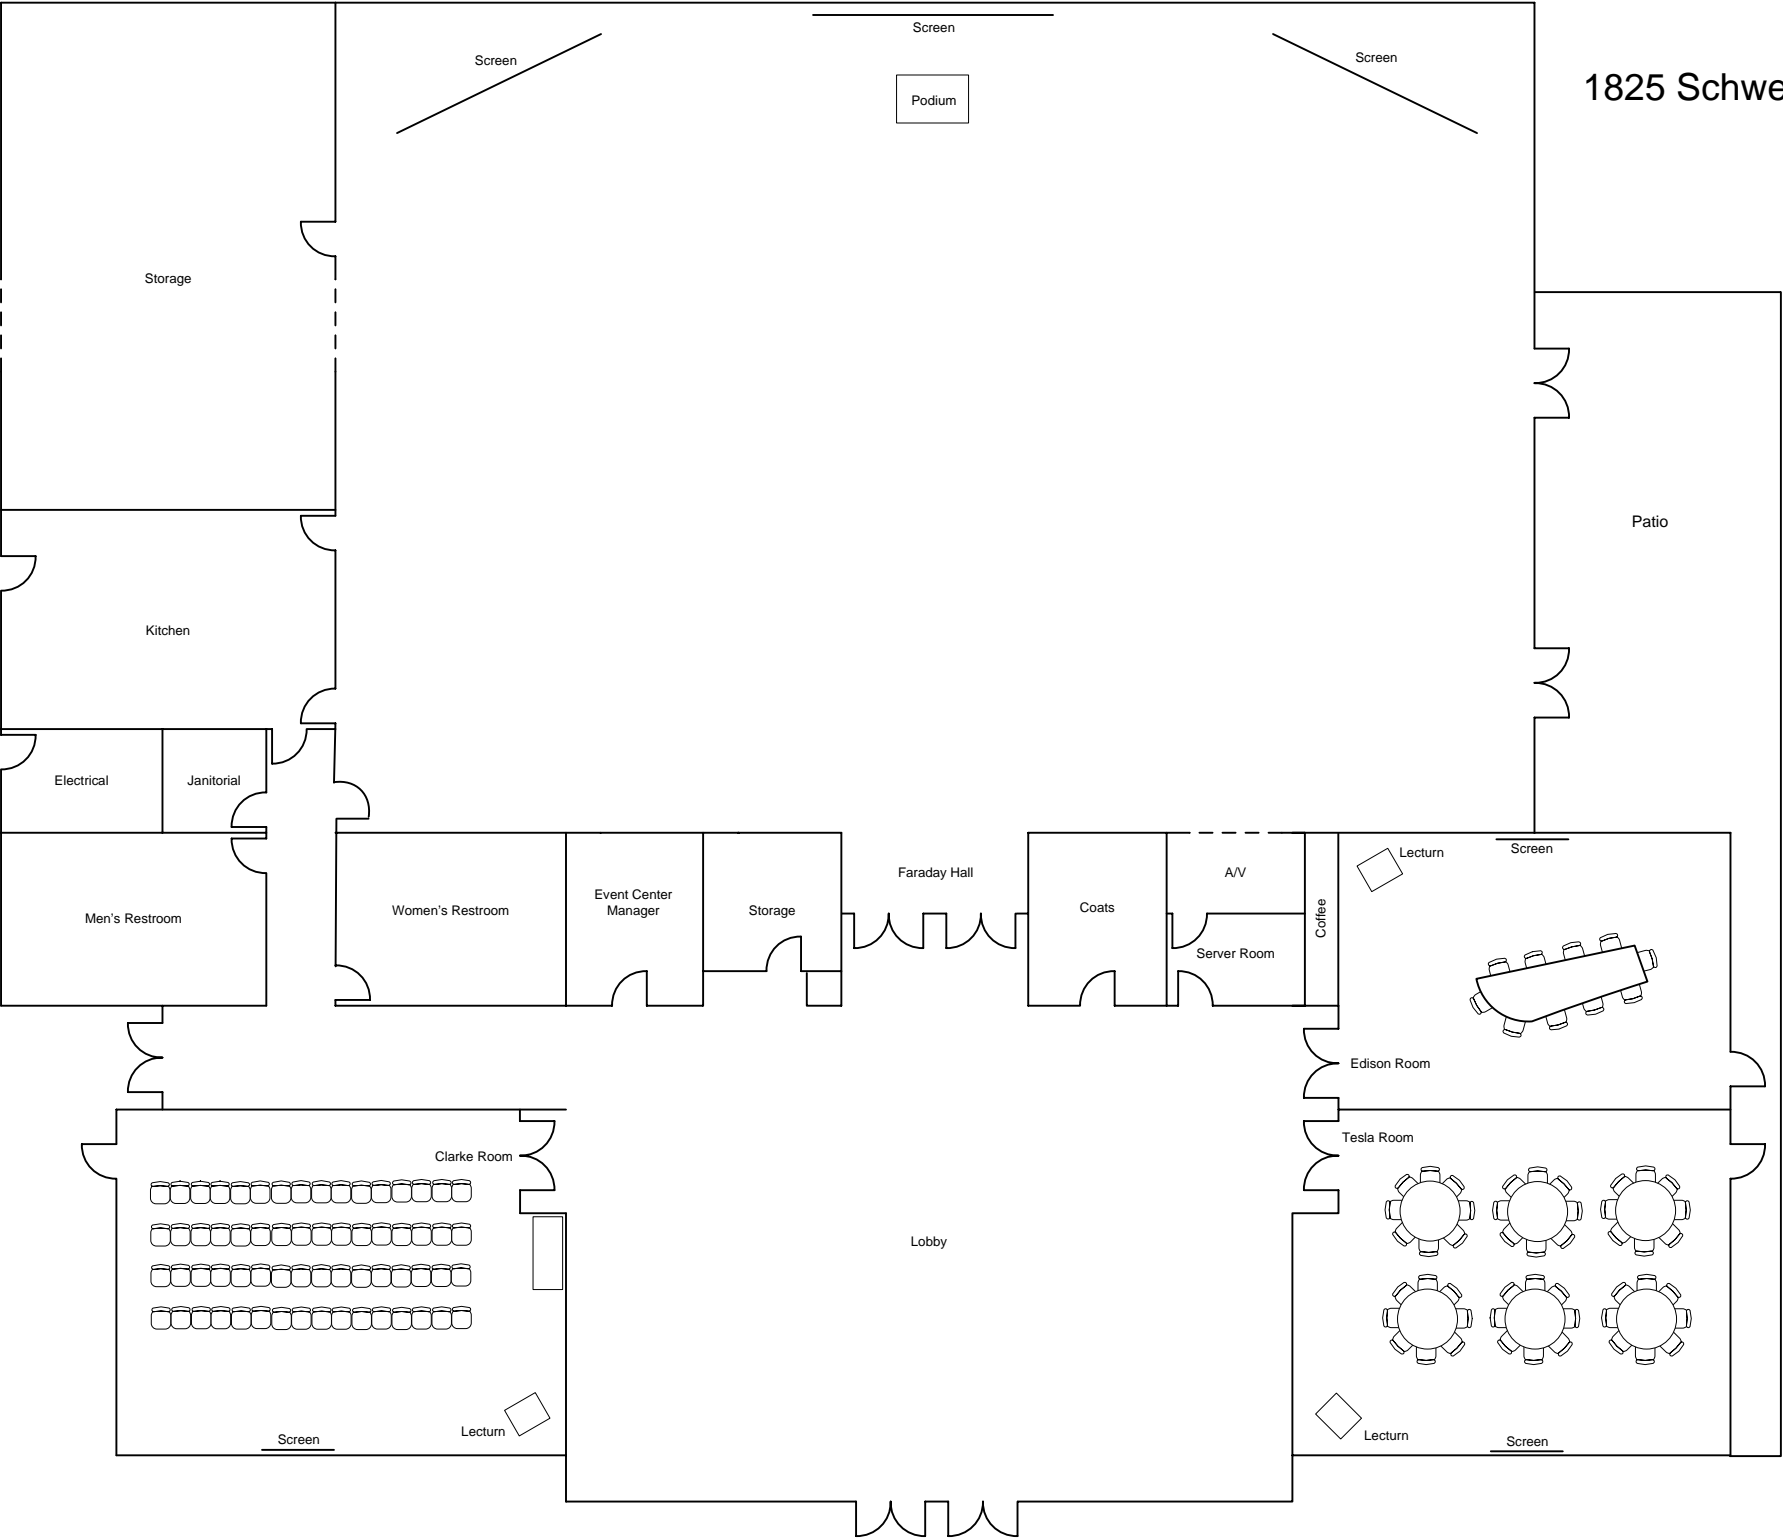 Screen
Screen
Screen
Podium
1825 Schwe
Storage
Patio
Kitchen
Electrical
Janitorial
Men's Restroom
Women's Restroom
Event Center
Manager
Storage
Faraday Hall
Coats
A/V
Server Room
Coffee
Lecturn
Screen
Edison Room
Clarke Room
Tesla Room
Lobby
Lecturn
Screen
Lecturn
Screen